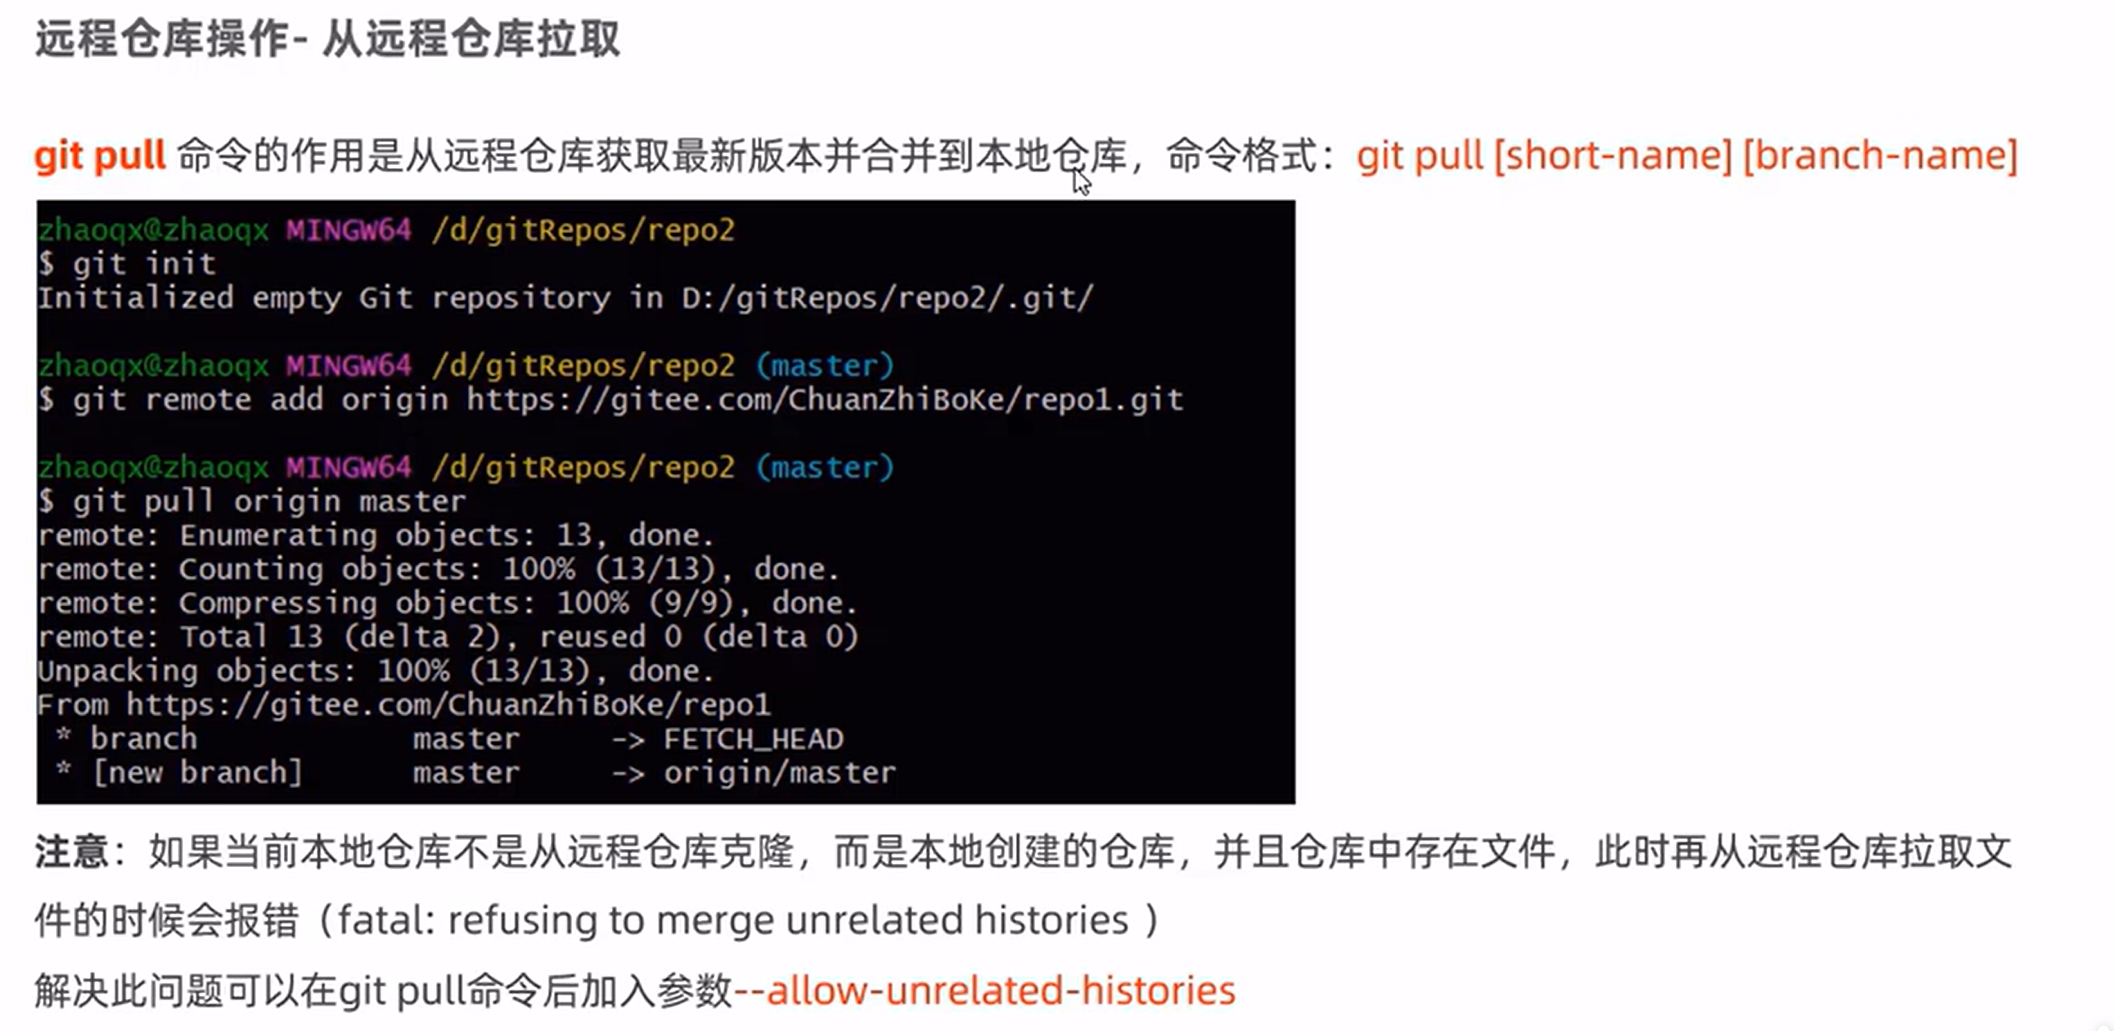 远程仓库操作- 从远程仓库拉取
git pull 命令的作用是从远程仓库获取最新版本并合并到本地仓库，命令格式：git pull [short-name] [branch-name]
zhaoqx@zhaoqx MINGW64 /d/gitRepos/repo2
$ git init
Initialized empty Git repository in D:/gitRepos/repo2/.git/
zhaoqx@zhaoqx MINGW64 /d/gitRepos/repo2 (master)
$ git remote add origin https://gitee.com/ChuanZhiBoKe/repo1.git
zhaoqx@zhaoqx MINGW64 /d/gitRepos/repo2 (master)
$ git pull origin master
remote: Enumerating objects: 13, done.
remote: Counting objects: 100% (13/13), done.
remote: Compressing objects: 100% (9/9), done.
remote: Total 13 (delta 2), reused 0 (delta 0)
Unpacking objects: 100% (13/13), done.
From https://gitee.com/ChuanZhiBoKe/repo1
 * branch            master     -> FETCH_HEAD
 * [new branch]      master     -> origin/master
注意：如果当前本地仓库不是从远程仓库克隆，而是本地创建的仓库，并且仓库中存在文件，此时再从远程仓库拉取文
件的时候会报错（fatal: refusing to merge unrelated histories ）
解决此问题可以在git pull命令后加入参数--allow-unrelated-histories